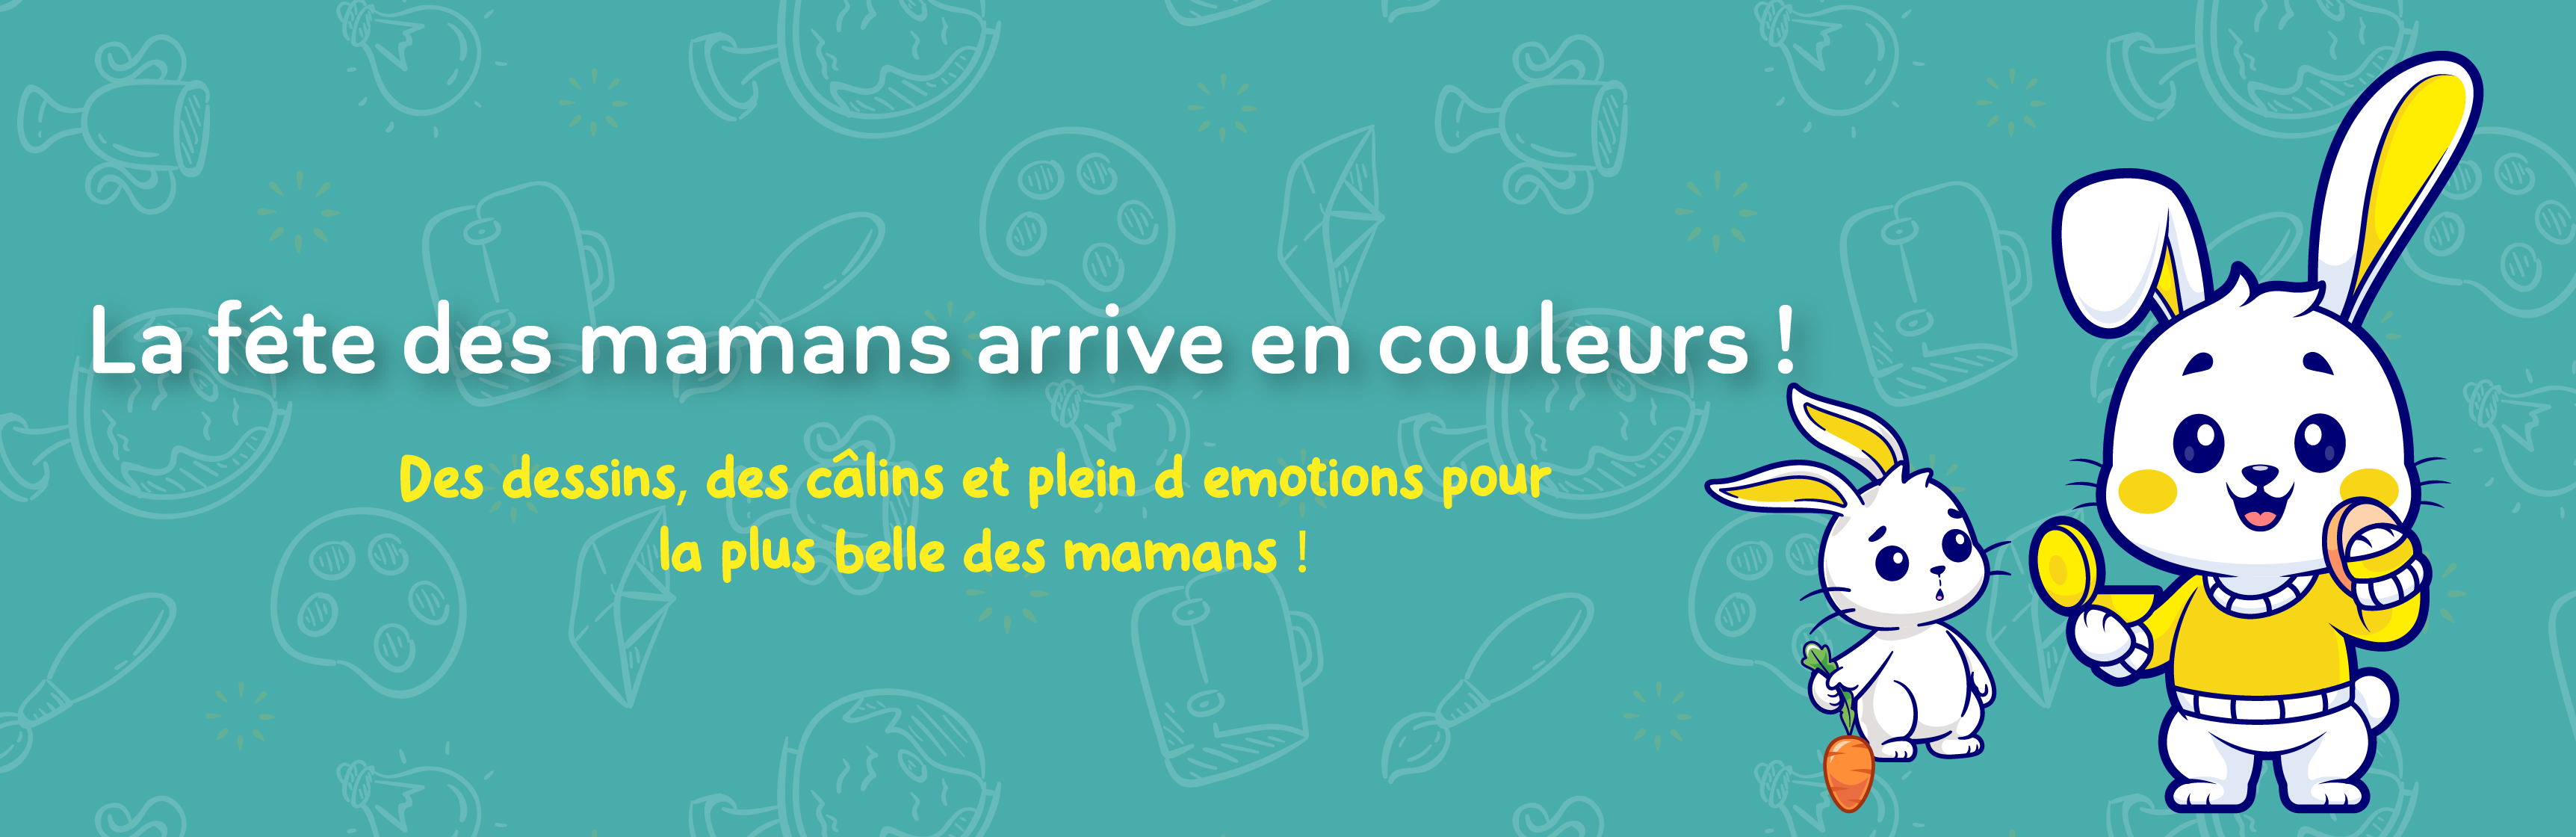 La fête des mamans arrive en couleurs !
Des dessins, des câlins et plein d emotions pour
la plus belle des mamans !